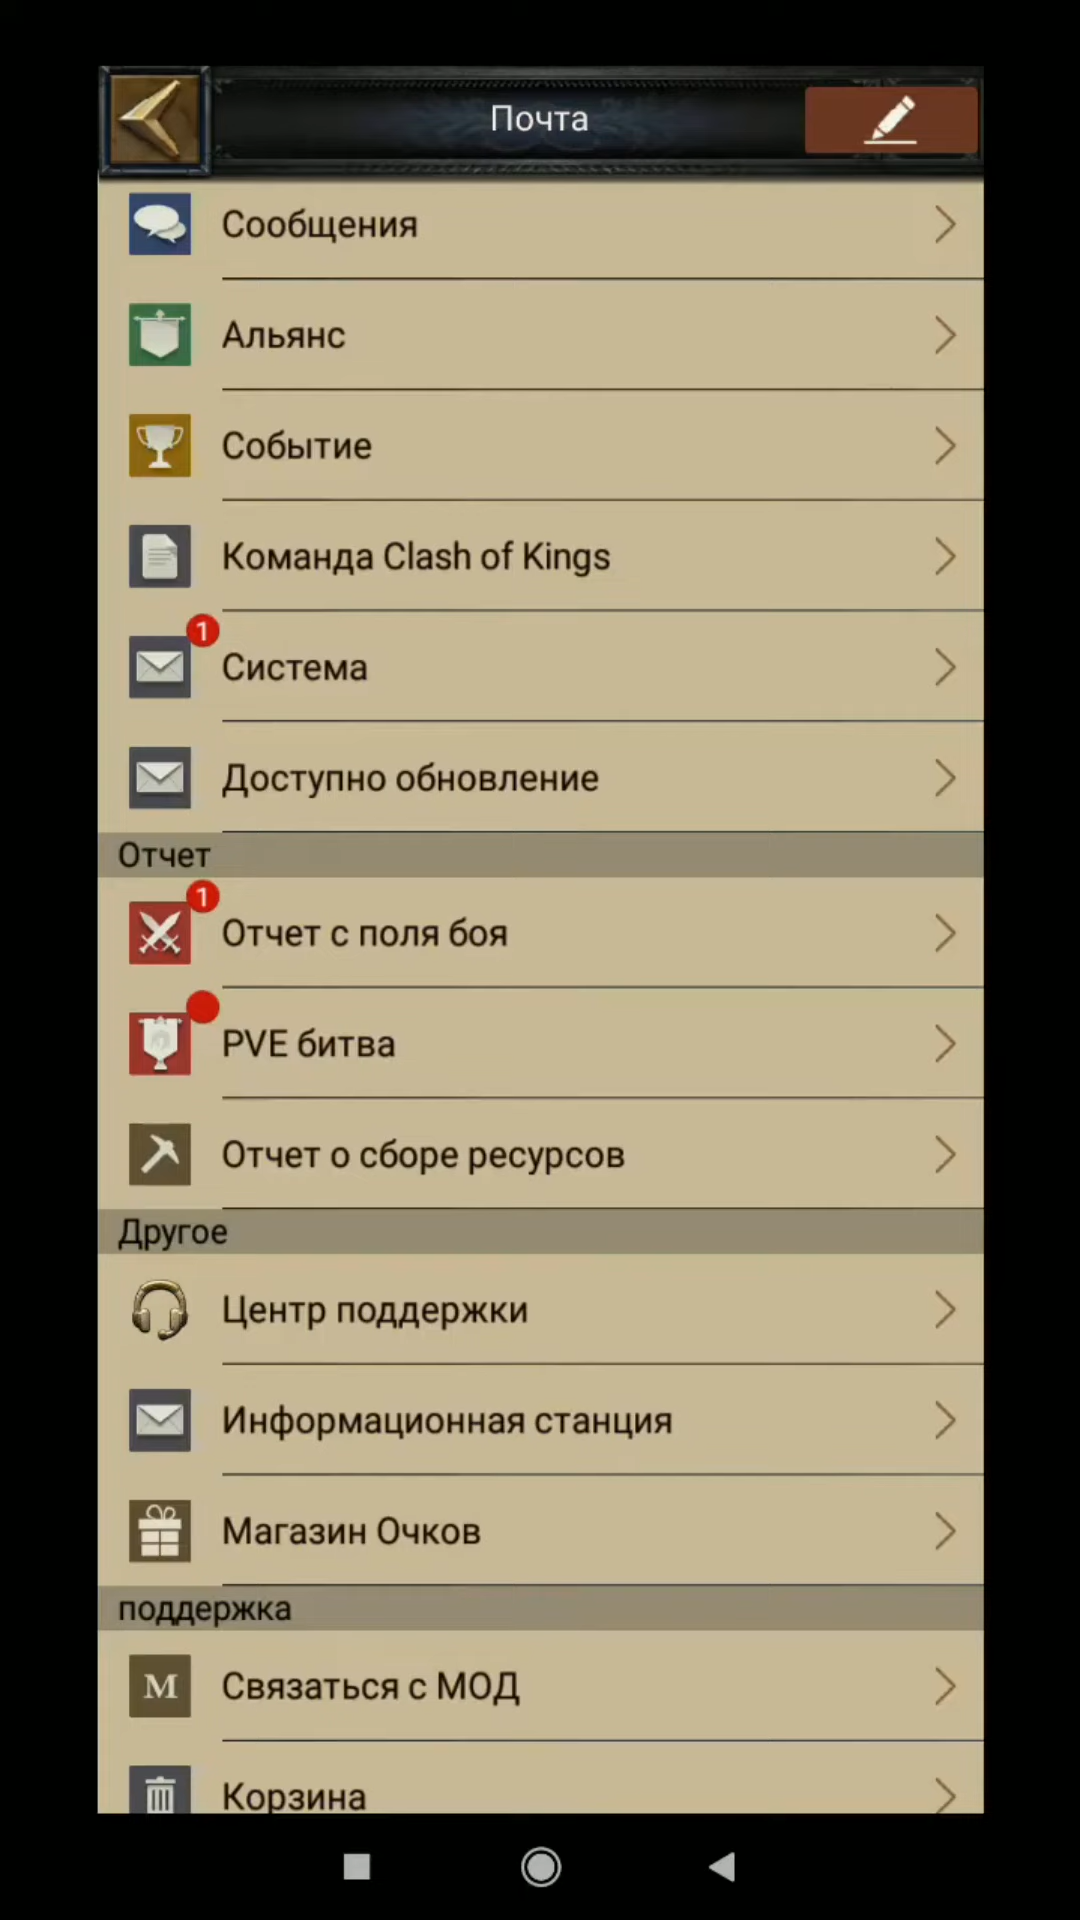 Почта
Сообщения
Альянс
Событие
Команда Clash of Kings
1
Система
Доступно обновление
Отчет
1
Отчет с поля боя
PVE битва
Отчет о сборе ресурсов
Другое
Центр поддержки
Информационная станция
Магазин Очков
поддержка
M
Связаться с МОД
Корзина